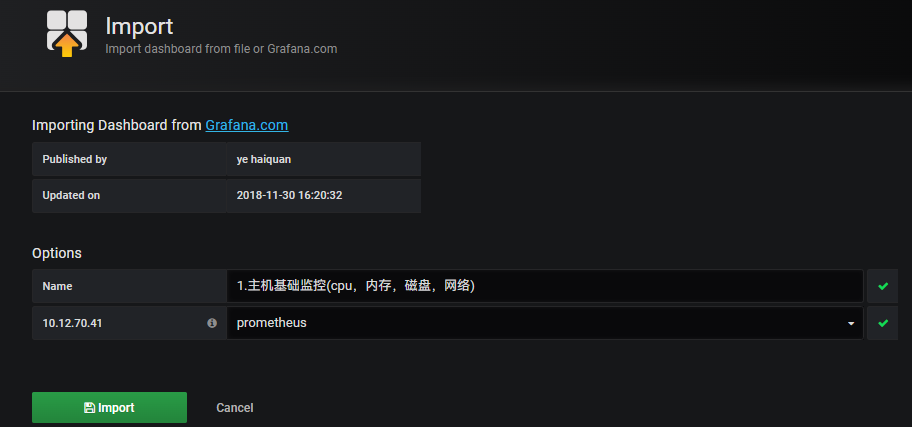 Import
Import dashboard from file or Grafana.com
Importing Dashboard from Grafana.com
Published by ye haiquan
Updated on 2018-11-30 16:20:32
Options
Name 1.主机基础监控(cpu，内存，磁盘，网络)
10.12.70.41 prometheus
Import Cancel